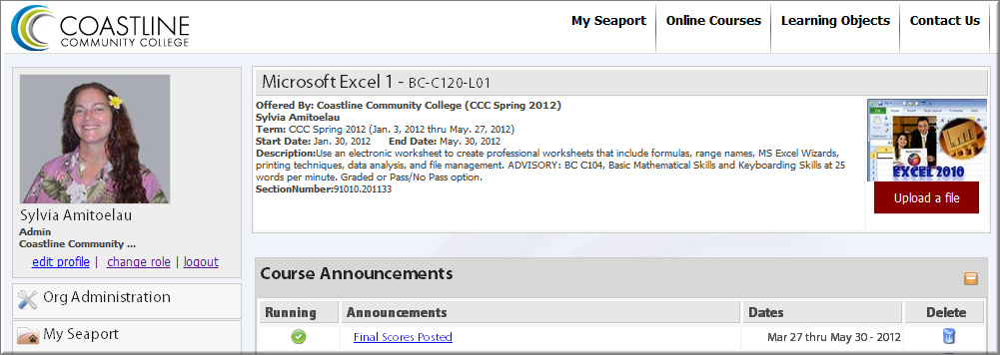 COASTLINE
COMMUNITY COLLEGE
My Seaport
Online Courses
Learning Objects
Contact Us
Sylvia Amitoelau
Admin
Coastline Community ...
edit profile | change role | logout
Org Administration
My Seaport
Microsoft Excel 1 - BC-C120-L01
Offered By: Coastline Community College (CCC Spring 2012)
Sylvia Amitoelau
Term: CCC Spring 2012 (Jan. 3, 2012 thru May. 27, 2012)
Start Date: Jan. 30, 2012 End Date: May. 30, 2012
Description:Use an electronic worksheet to create professional worksheets that include formulas, range names, MS Excel Wizards,
printing techniques, data analysis, and file management. ADVISORY: BC C104, Basic Mathematical Skills and Keyboarding Skills at 25
words per minute. Graded or Pass/No Pass option.
SectionNumber:91010.201133
EXCEL 2010
Upload a file
Course Announcements
Running Announcements Dates Delete
Final Scores Posted Mar 27 thru May 30 - 2012